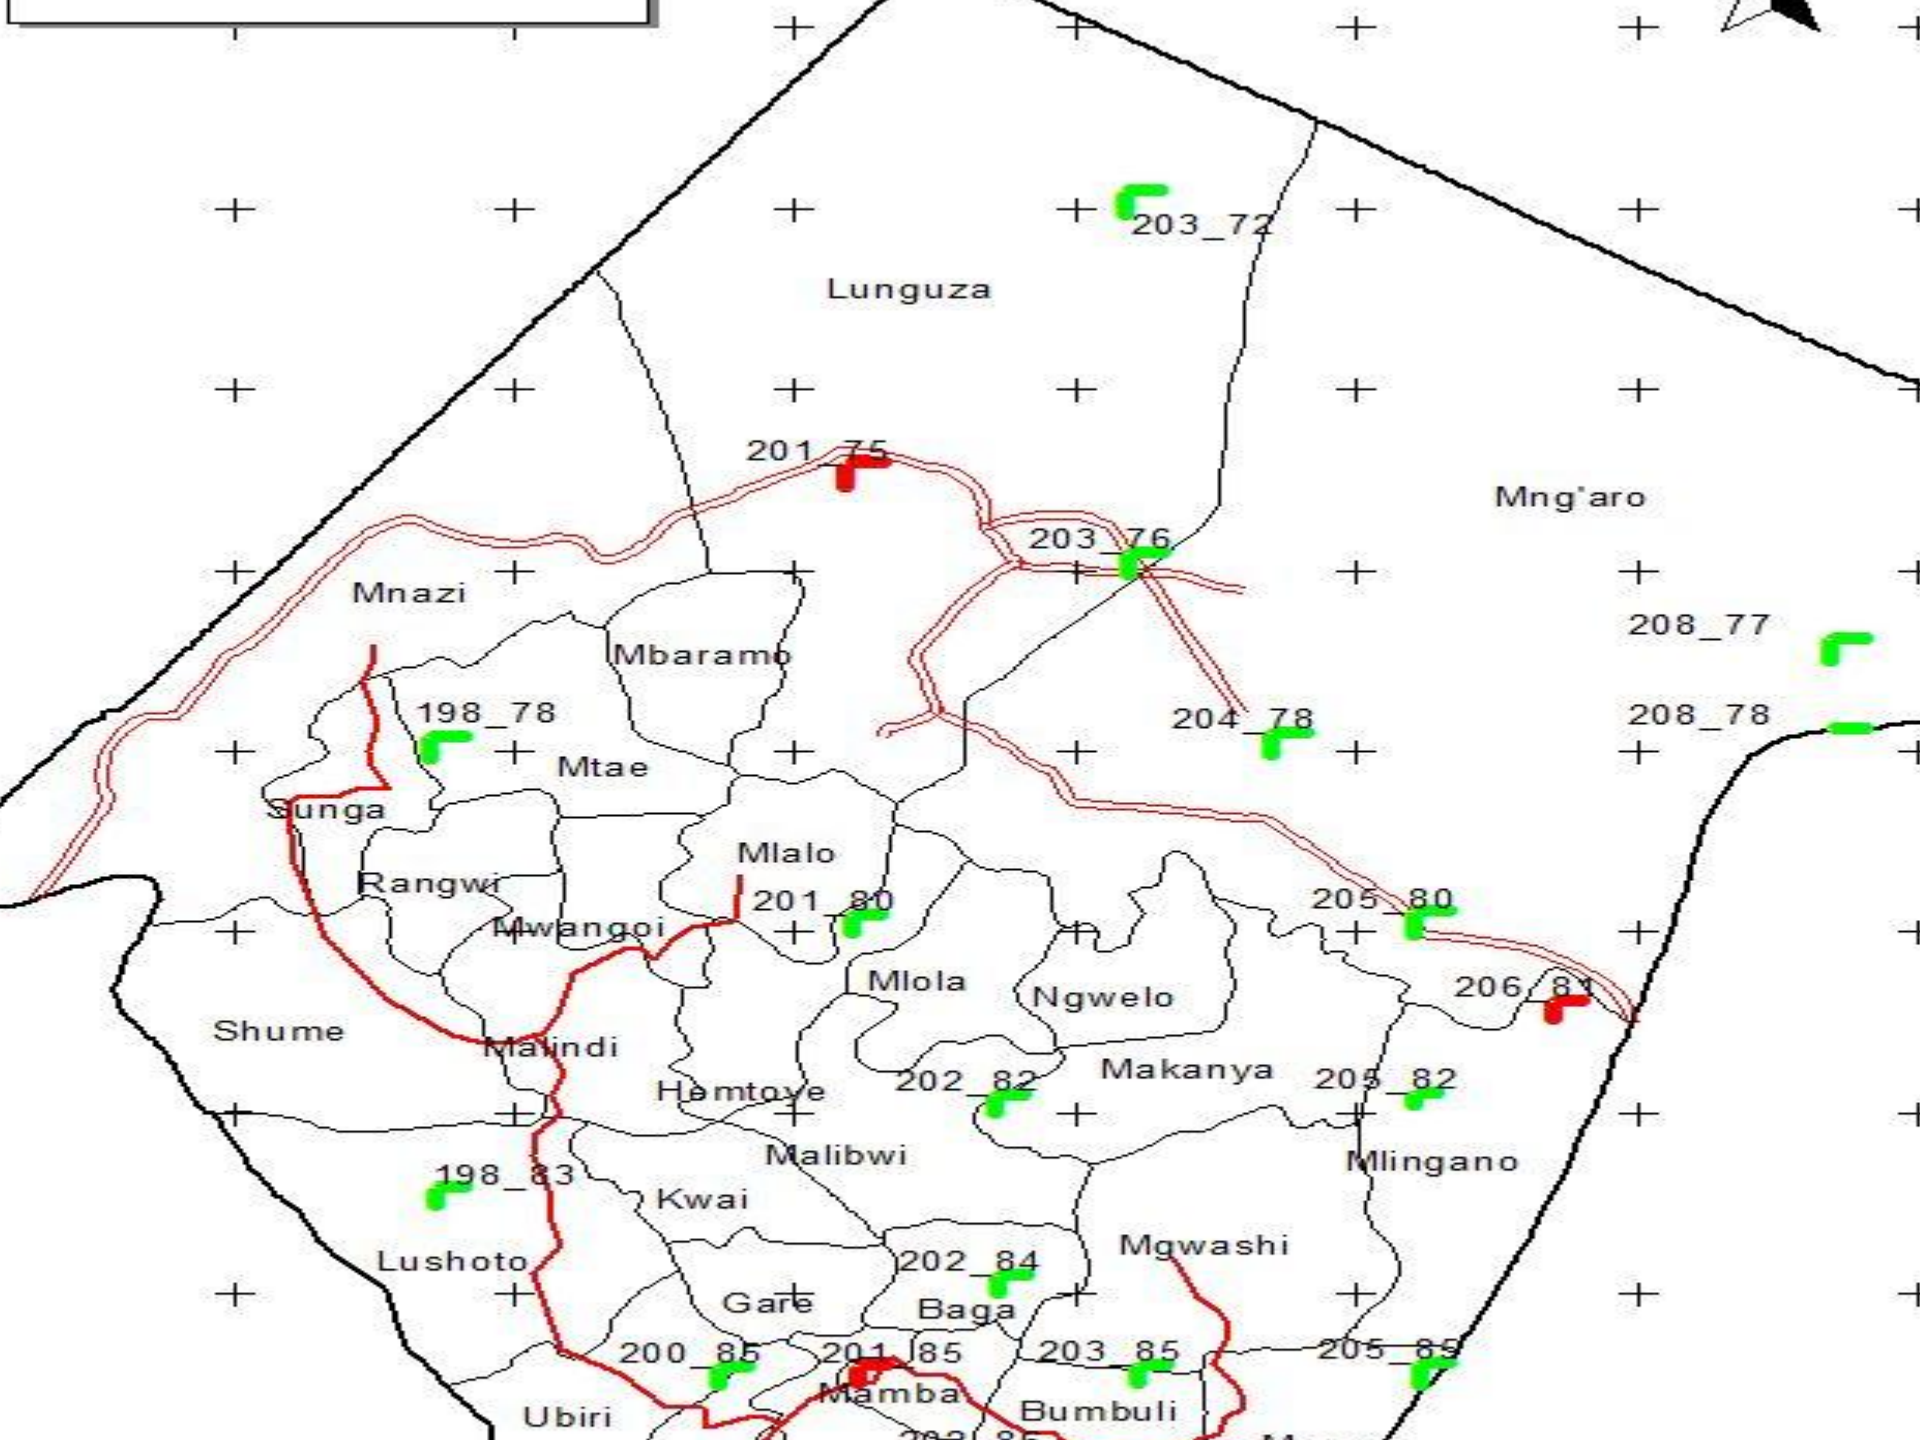 203_72
Lunguza
201_75
Mng'aro
203_76
Mnazi
208_77
Mbaramo
198_78
204_78
208_78
Mtae
Sunga
Mlalo
Rangwi
201_80
205_80
Mwangoi
Mlola
206_81
Ngwelo
Shume
Malindi
Makanya
202_82
205_82
Hemtoye
Malibwi
Mlingano
198_83
Kwai
Mgwashi
Lushoto
202_84
Gare
Baga
200_85
201_85
203_85
205_85
Mamba
Ubiri
Bumbuli